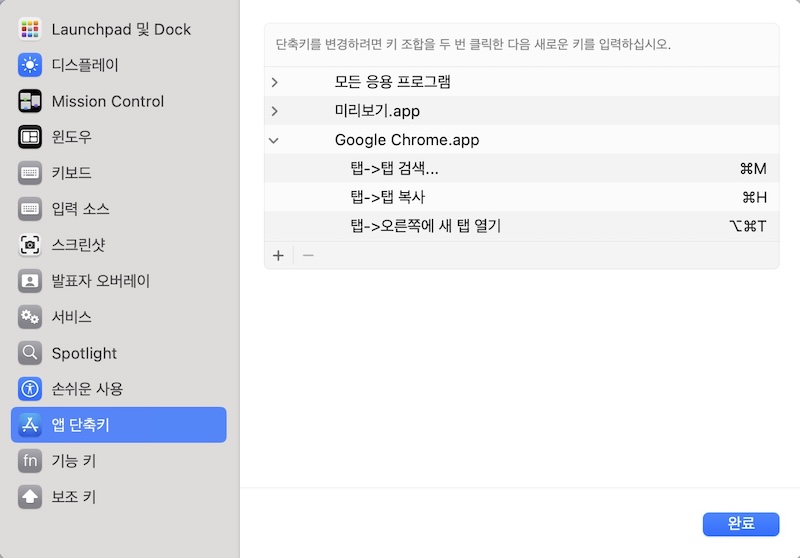 Launchpad 및 Dock
디스플레이
Mission Control
윈도우
키보드
입력 소스
스크린샷
발표자 오버레이
서비스
Spotlight
손쉬운 사용
앱 단축키
fn 기능 키
보조 키
단축키를 변경하려면 키 조합을 두 번 클릭한 다음 새로운 키를 입력하십시오.
모든 응용 프로그램
미리보기.app
Google Chrome.app
탭->탭 검색... ⌘M
탭->탭 복사 ⌘H
탭->오른쪽에 새 탭 열기 ⌥⌘T
완료